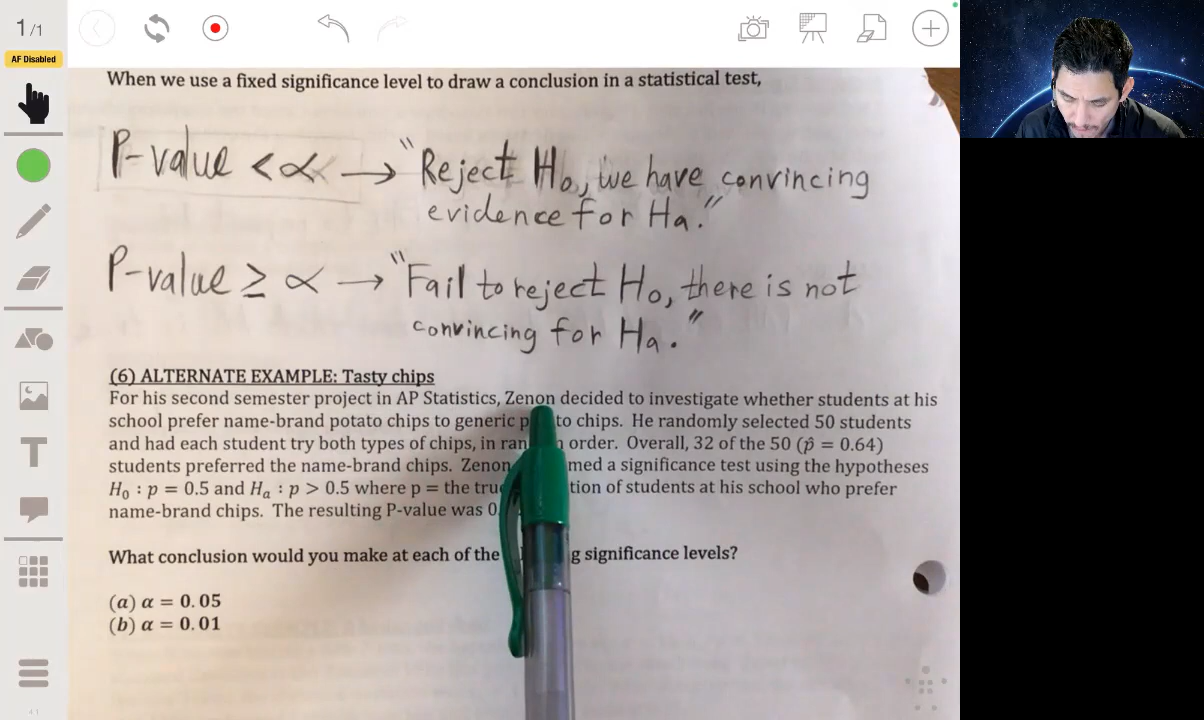 1/1
AF Disabled
When we use a fixed significance level to draw a conclusion in a statistical test,
P-value < α → "Reject H₀, we have convincing
evidence for Ha."
P-value ≥ α → "Fail to reject H₀, there is not
convincing for Ha."
(6) ALTERNATE EXAMPLE: Tasty chips
For his second semester project in AP Statistics, Zenon decided to investigate whether students at his
school prefer name-brand potato chips to generic to chips. He randomly selected 50 students
and had each student try both types of chips, in order. Overall, 32 of the 50 (p̂ = 0.64)
students preferred the name-brand chips. Zenon med a significance test using the hypotheses
H₀ : p = 0.5 and Hₐ : p > 0.5 where p = the tion of students at his school who prefer
name-brand chips. The resulting P-value was 0.
What conclusion would you make at each of the g significance levels?
(a) α = 0.05
(b) α = 0.01
T